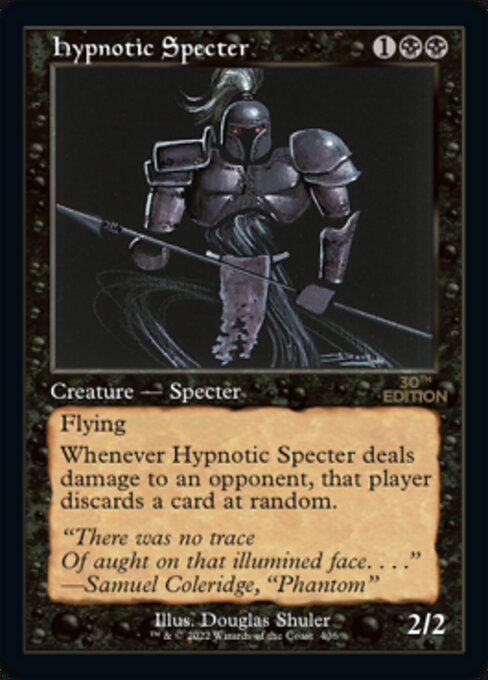 Hypnotic Specter 1
30TH
EDITION
Creature — Specter
Flying
Whenever Hypnotic Specter deals
damage to an opponent, that player
discards a card at random.
“There was no trace
Of aught on that illumined face. . . .”
—Samuel Coleridge, “Phantom”
Illus. Douglas Shuler
™ & © 2022 Wizards of the Coast 406
2/2